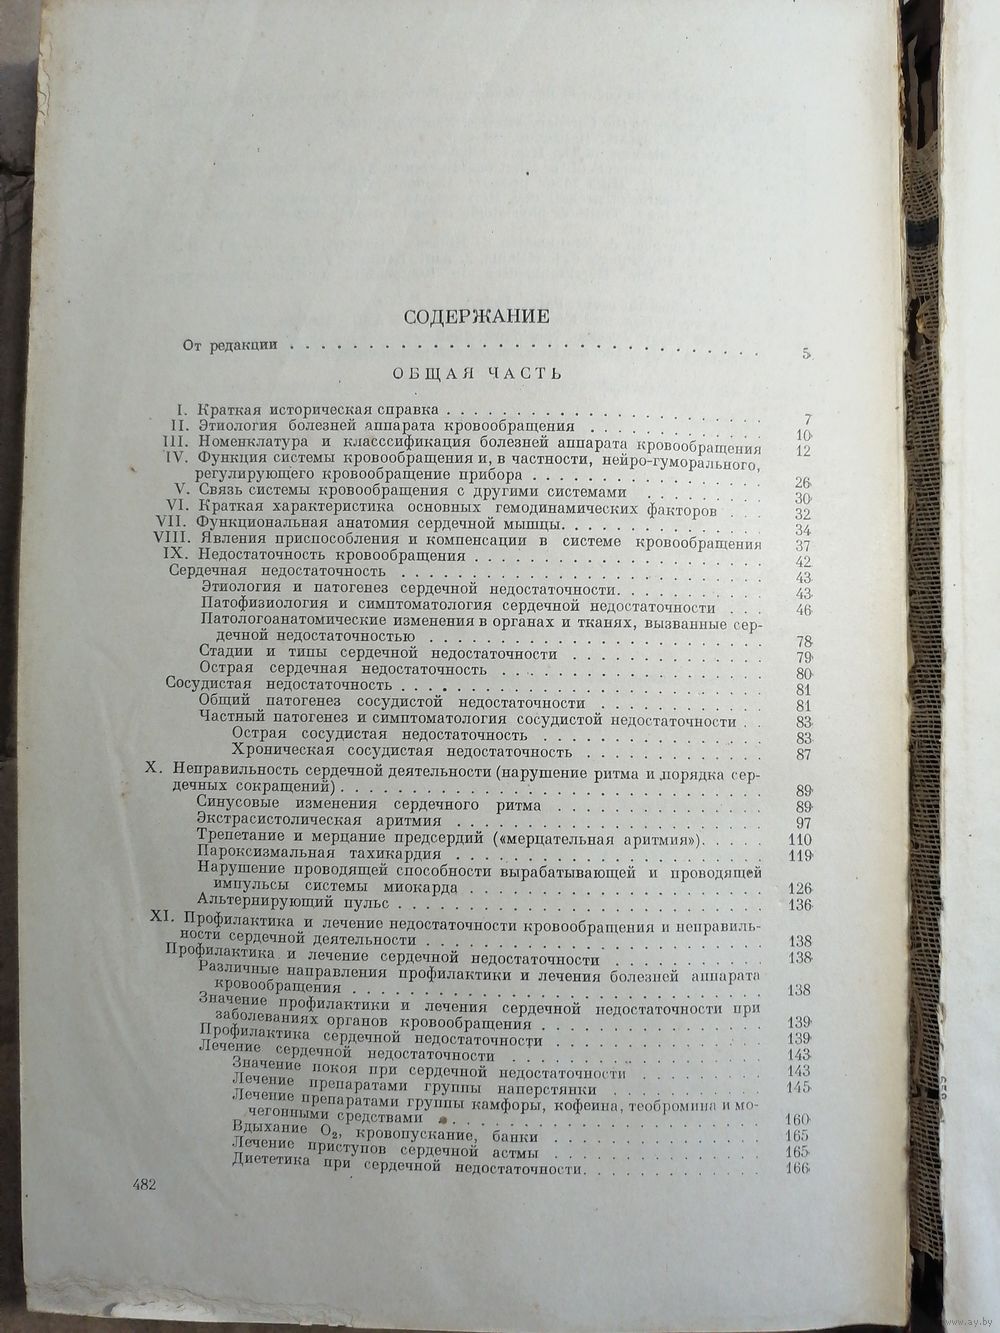 СОДЕРЖАНИЕ
От редакции . . . . . . . . . . 5
ОБЩАЯ ЧАСТЬ
I. Краткая историческая справка . . . . . . . . . . 7
II. Этиология болезней аппарата кровообращения . . . . . . . . . . 10
III. Номенклатура и класссификация болезней аппарата кровообращения 12
IV. Функция системы кровообращения и, в частности, нейро-гуморального,
регулирующего кровообращение прибора . . . . . . . . . . 26
V. Связь системы кровообращения с другими системами . . . . . . . . . . 30
VI. Краткая характеристика основных гемодинамических факторов . . . 32
VII. Функциональная анатомия сердечной мышцы. . . . . . . . . . 34
VIII. Явления приспособления и компенсации в системе кровообращения 37
IX. Недостаточность кровообращения . . . . . . . . . . 42
Сердечная недостаточность . . . . . . . . . . 43
Этиология и патогенез сердечной недостаточности. . . . . . . . . . 43
Патофизиология и симптоматология сердечной недостаточности . . . 46
Патологоанатомические изменения в органах и тканях, вызванные сер-
дечной недостаточностью . . . . . . . . . . 78
Стадии и типы сердечной недостаточности . . . . . . . . . . 79
Острая сердечная недостаточность . . . . . . . . . . 80
Сосудистая недостаточность . . . . . . . . . . 81
Общий патогенез сосудистой недостаточности . . . . . . . . . . 81
Частный патогенез и симптоматология сосудистой недостаточности . . 83
Острая сосудистая недостаточность . . . . . . . . . . 83
Хроническая сосудистая недостаточность . . . . . . . . . . 87
X. Неправильность сердечной деятельности (нарушение ритма и порядка сер-
дечных сокращений) . . . . . . . . . . 89
Синусовые изменения сердечного ритма . . . . . . . . . . 89
Экстрасистолическая аритмия . . . . . . . . . . 97
Трепетание и мерцание предсердий («мерцательная аритмия»). . . . . 110
Пароксизмальная тахикардия . . . . . . . . . . 119
Нарушение проводящей способности вырабатывающей и проводящей
импульсы системы миокарда . . . . . . . . . . 126
Альтернирующий пульс . . . . . . . . . . 136
XI. Профилактика и лечение недостаточности кровообращения и неправиль-
ности сердечной деятельности . . . . . . . . . . 138
Профилактика и лечение сердечной недостаточности . . . . . . . . . . 138
Различные направления профилактики и лечения болезней аппарата
кровообращения . . . . . . . . . . 138
Значение профилактики и лечения сердечной недостаточности при
заболеваниях органов кровообращения . . . . . . . . . . 139
Профилактика сердечной недостаточности . . . . . . . . . . 139
Лечение сердечной недостаточности . . . . . . . . . . 143
Значение покоя при сердечной недостаточности . . . . . . . . . . 143
Лечение препаратами группы наперстянки . . . . . . . . . . 145
Лечение препаратами группы камфоры, кофеина, теобромина и мо-
чегонными средствами . . . . . . . . . . 160
Вдыхание O₂, кровопускание, банки . . . . . . . . . . 165
Лечение приступов сердечной астмы . . . . . . . . . . 165
Диететика при сердечной недостаточности. . . . . . . . . . 166
482
www.ay.by